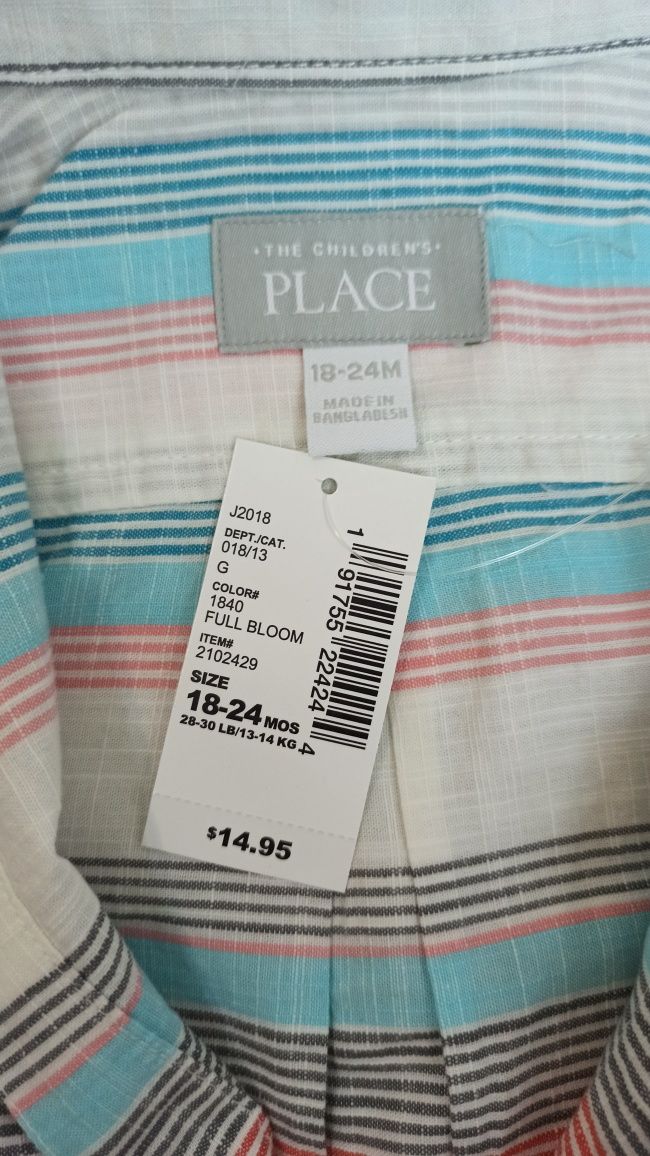 ·THE CHILDREN'S·
PLACE
18-24M
MADE IN
BANGLADESH
J2018
DEPT./CAT.
018/13
G
COLOR#
1840
FULL BLOOM
ITEM#
2102429
SIZE
18-24 MOS
28-30 LB/13-14 KG
1 91755 22424 4
$14.95